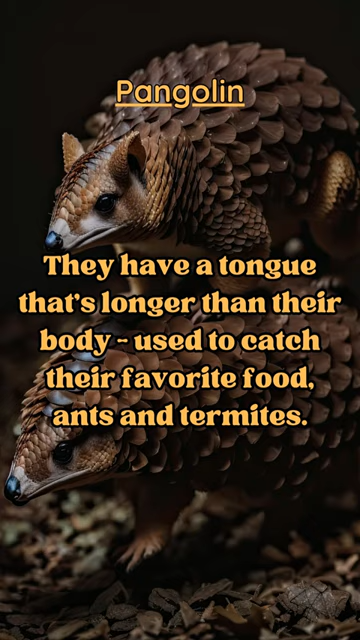 Pangolin
They have a tongue
that's longer than their
body - used to catch
their favorite food,
ants and termites.